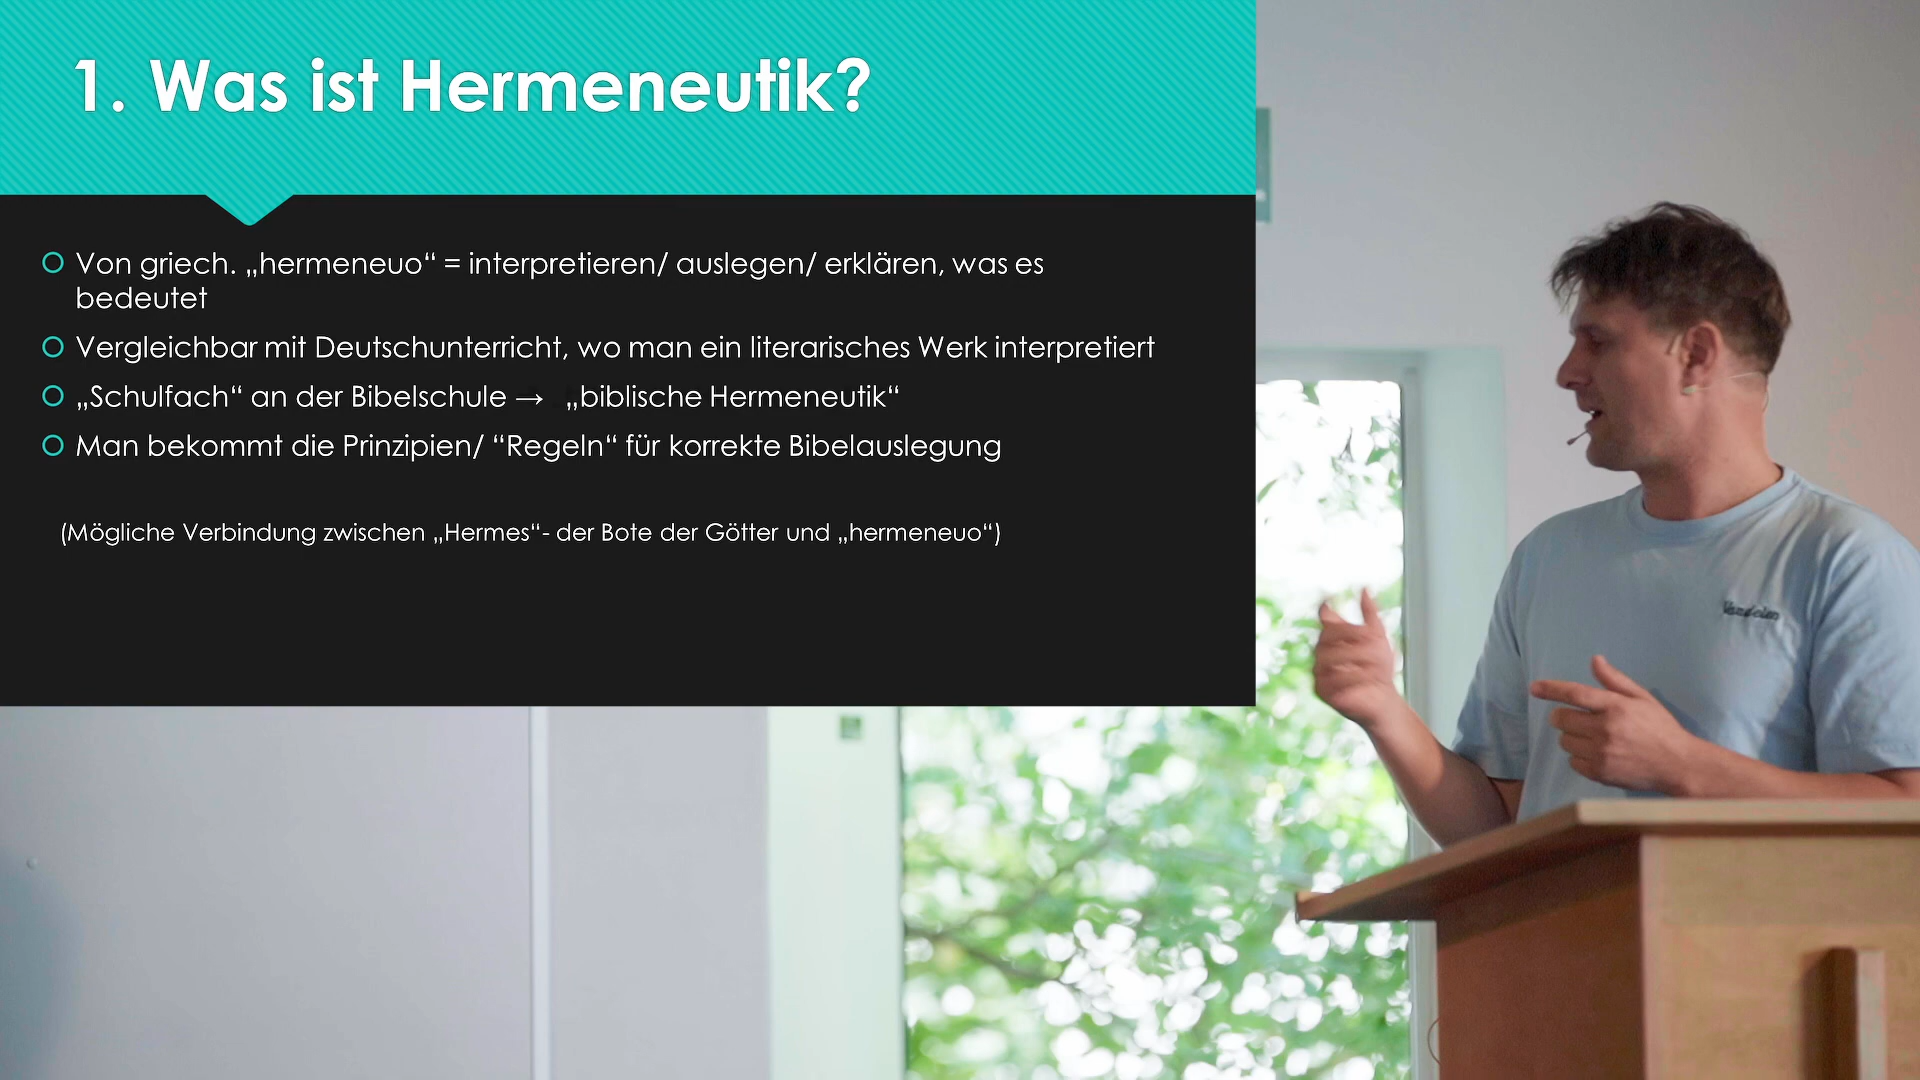 1. Was ist Hermeneutik?
Von griech. „hermeneuo“ = interpretieren/ auslegen/ erklären, was es
bedeutet
Vergleichbar mit Deutschunterricht, wo man ein literarisches Werk interpretiert
„Schulfach“ an der Bibelschule → „biblische Hermeneutik“
Man bekommt die Prinzipien/ “Regeln“ für korrekte Bibelauslegung
(Mögliche Verbindung zwischen „Hermes“- der Bote der Götter und „hermeneuo“)